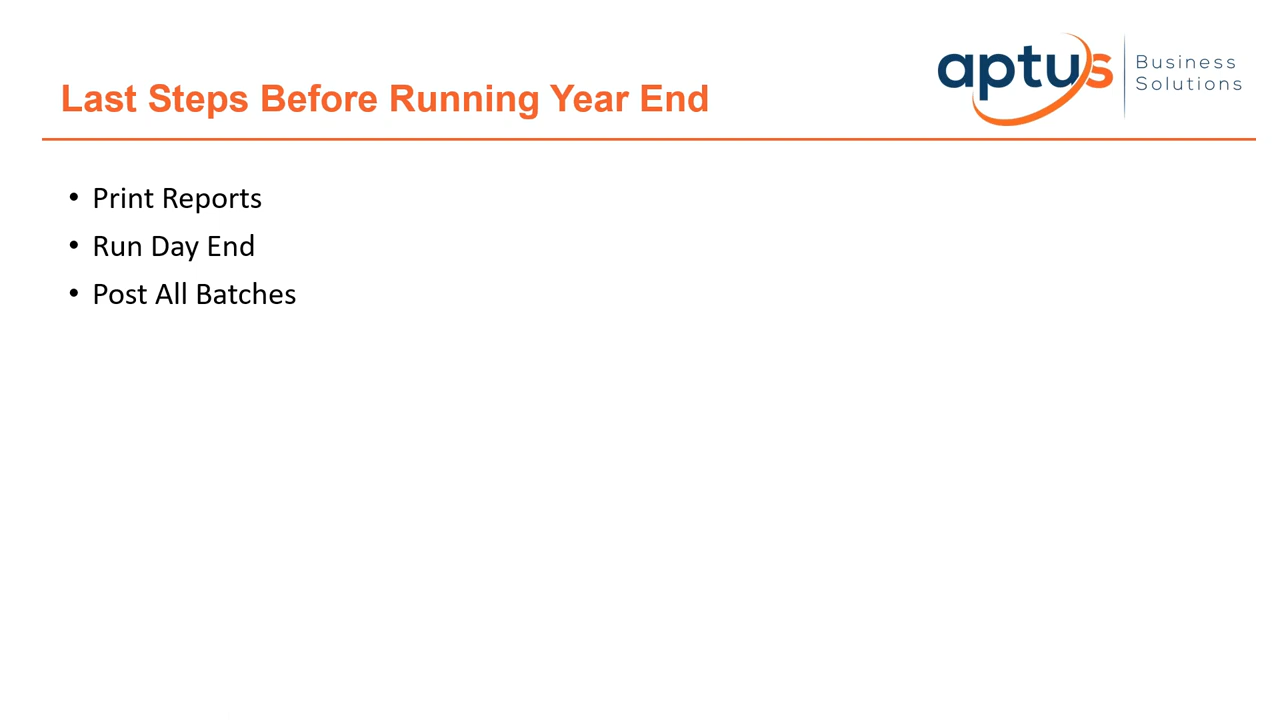 Last Steps Before Running Year End
aptus
Business
Solutions
• Print Reports
• Run Day End
• Post All Batches